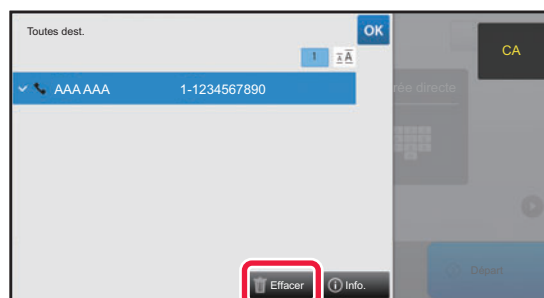 Toutes dest.
OK
CA
1
A A
AAA AAA 1-1234567890
rée directe
Effacer
Info.
Départ